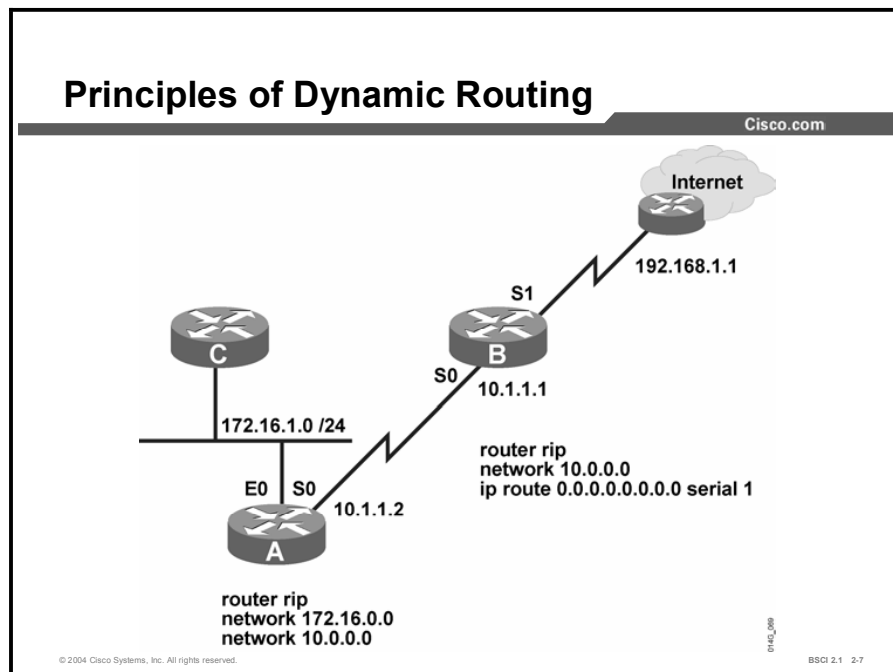 Principles of Dynamic Routing
Cisco.com
Internet
192.168.1.1
S1
C
B
S0
10.1.1.1
172.16.1.0 /24
router rip
network 10.0.0.0
ip route 0.0.0.0.0.0.0.0 serial 1
E0 S0
10.1.1.2
A
router rip
network 172.16.0.0
network 10.0.0.0
014G_069
© 2004 Cisco Systems, Inc. All rights reserved.
BSCI 2.1 2-7